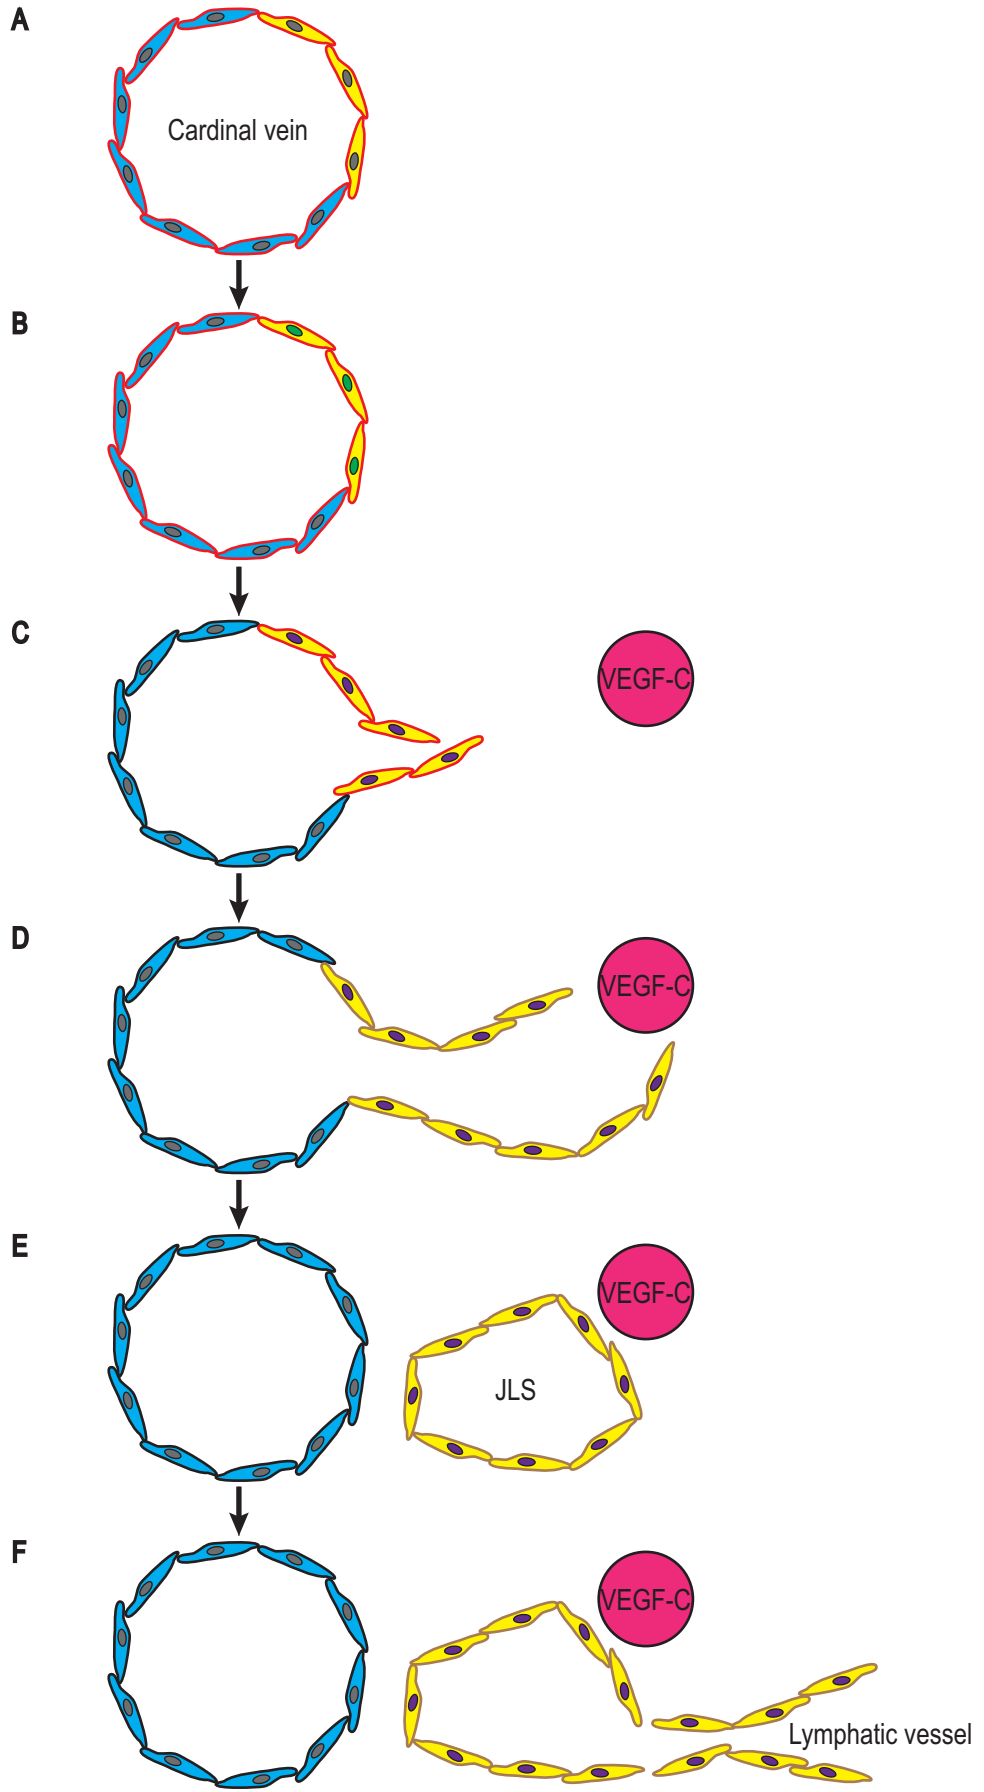 A
Cardinal vein
B
C
VEGF-C
D
VEGF-C
E
VEGF-C
JLS
F
VEGF-C
Lymphatic vessel